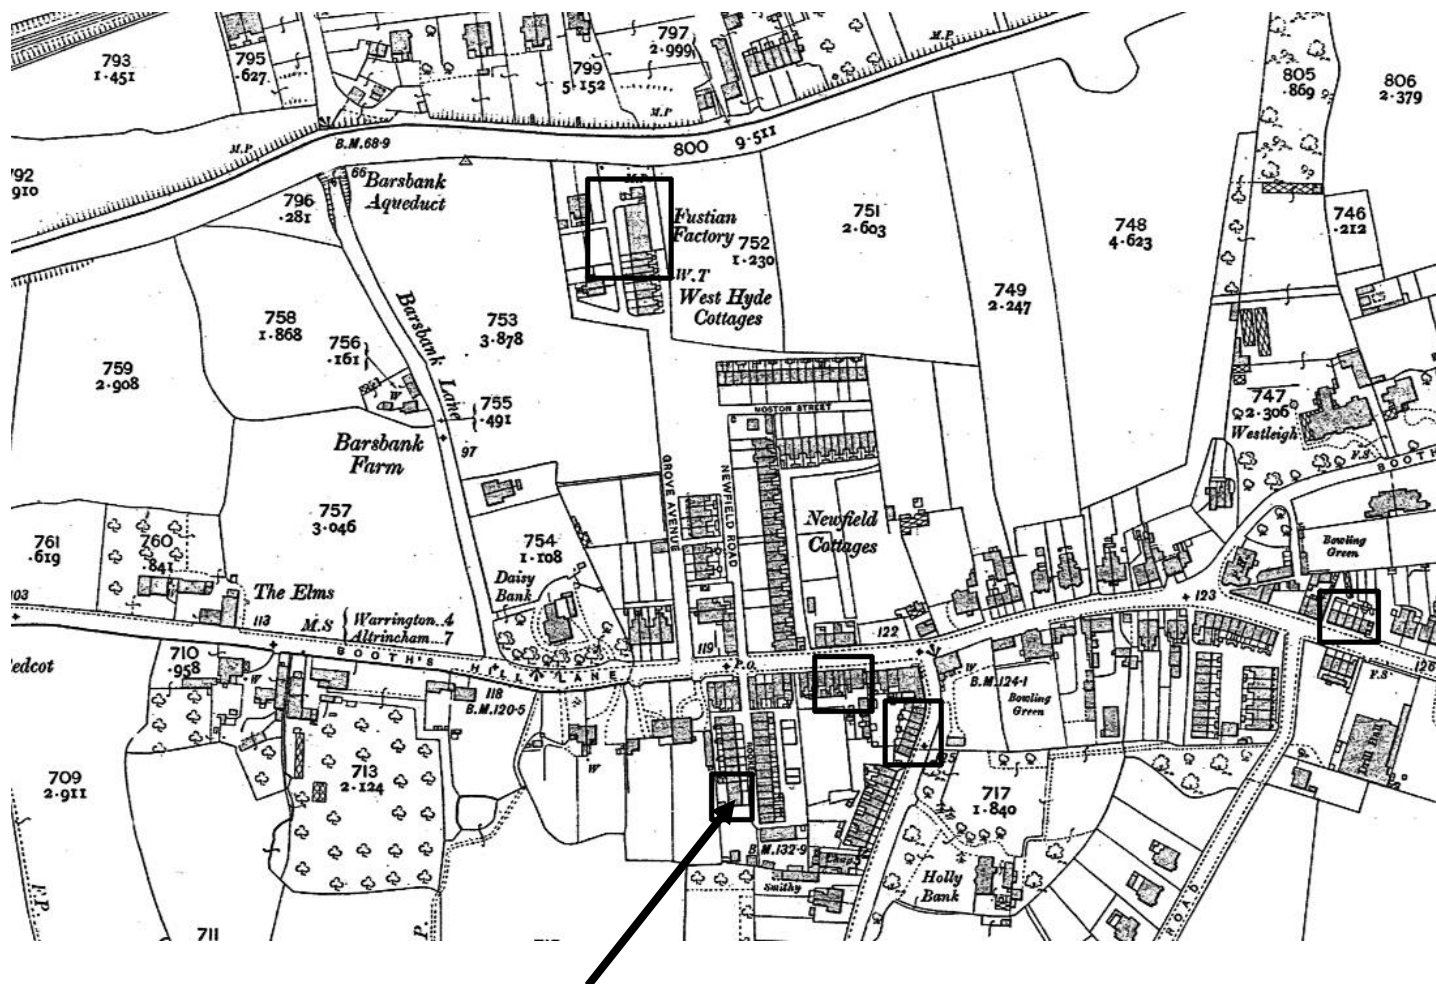 793
1·451
795
·627
799
5·152
797
2·999
M.P.
805
·869
806
2·379
M.P
M.P.
B.M.68·9
800 9·511
910
66
Barsbank
Aqueduct
796
·281
Fustian
Factory
752
1·230
W.T
West Hyde
Cottages
751
2·603
748
4·623
746
·212
749
2·247
758
1·868
756
·161
753
3·878
Barsbank Lane
759
2·908
755
·491
97
Barsbank
Farm
MOSTON STREET
747
2·306
Westleigh
F.S
BOOTH
GROVE AVENUE
NEWFIELD ROAD
757
3·046
761
·619
760
·841
754
1·108
Daisy
Bank
Newfield
Cottages
Bowling
Green
The Elms
M.S
Warrington..4
Altrincham...7
113
123
122
119
P.O.
126
710
·958
BOOTH'S HILL LANE
118
B.M.120·5
W
B.M.124·1
Bowling
Green
F.S
Drill Hall
709
2·911
713
2·124
W
717
1·840
B.M.132·9
Chap.
Smithy
Holly
Bank
ROAD
F.P.
711
P.